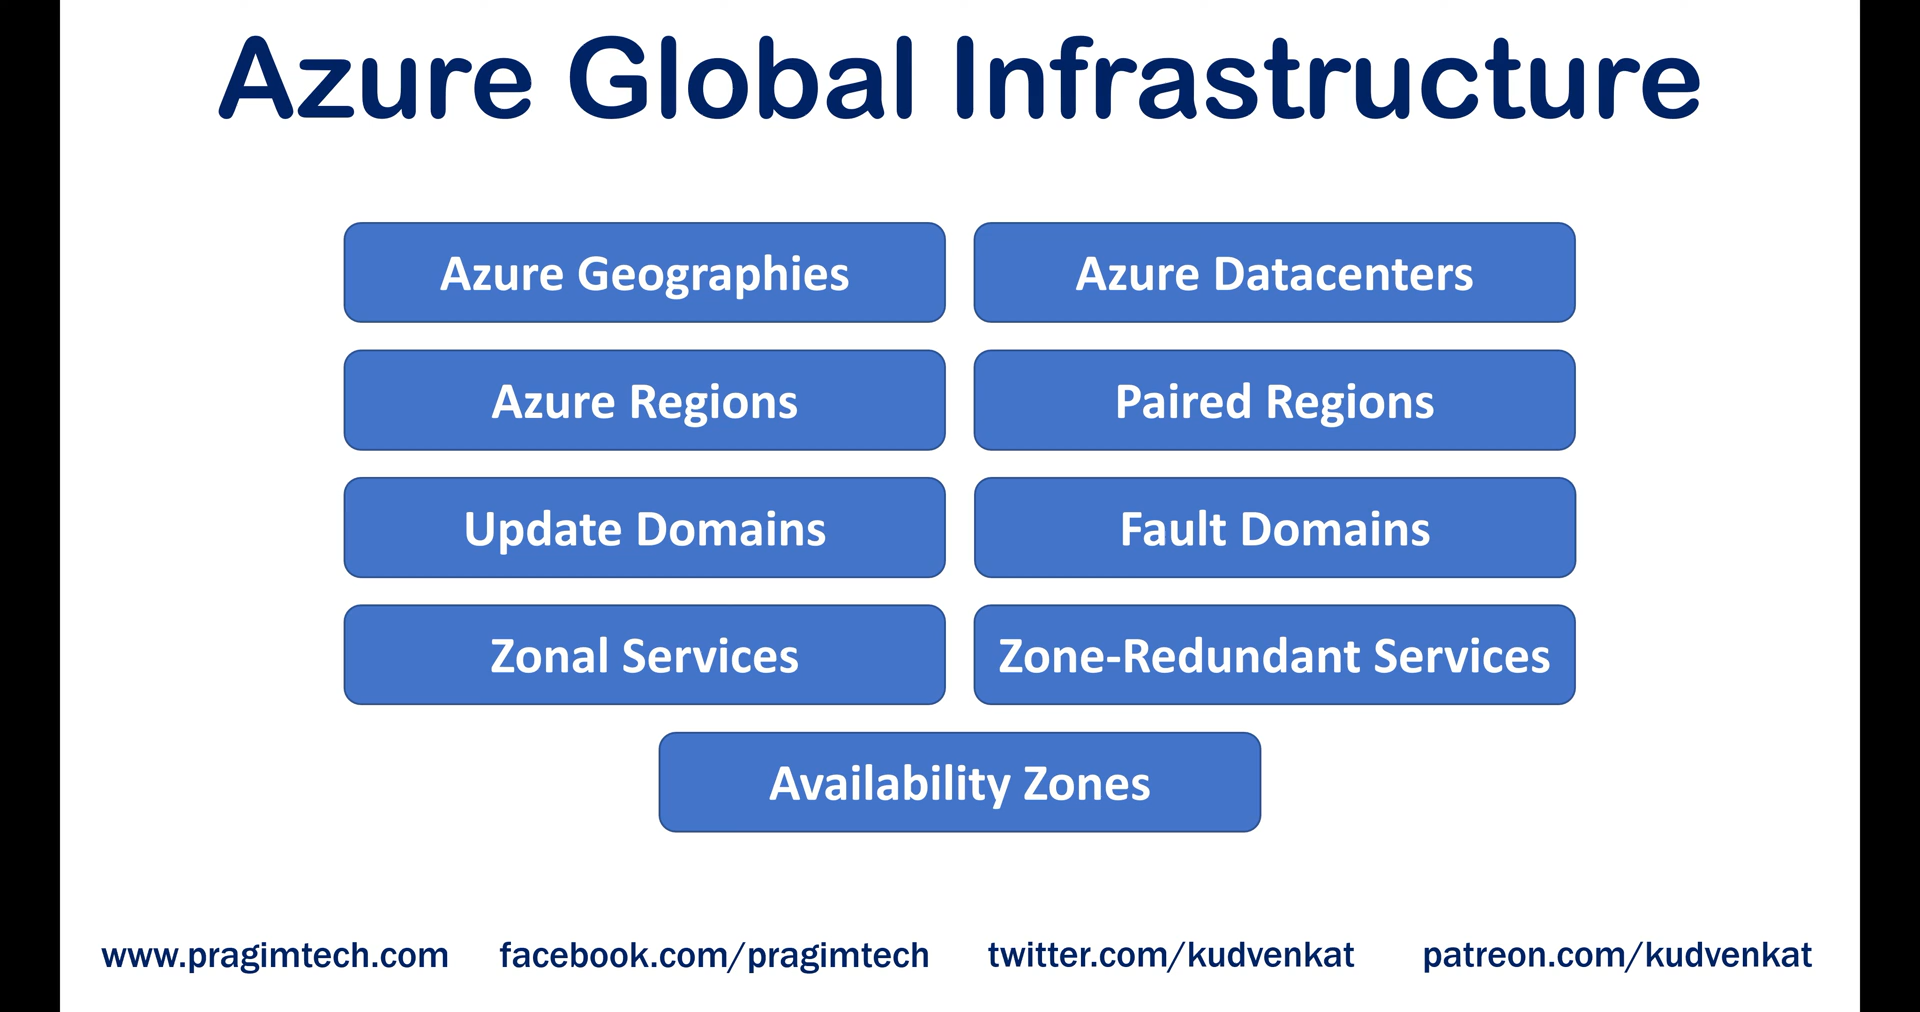 Azure Global Infrastructure
Azure Geographies
Azure Datacenters
Azure Regions
Paired Regions
Update Domains
Fault Domains
Zonal Services
Zone-Redundant Services
Availability Zones
www.pragimtech.com
facebook.com/pragimtech
twitter.com/kudvenkat
patreon.com/kudvenkat